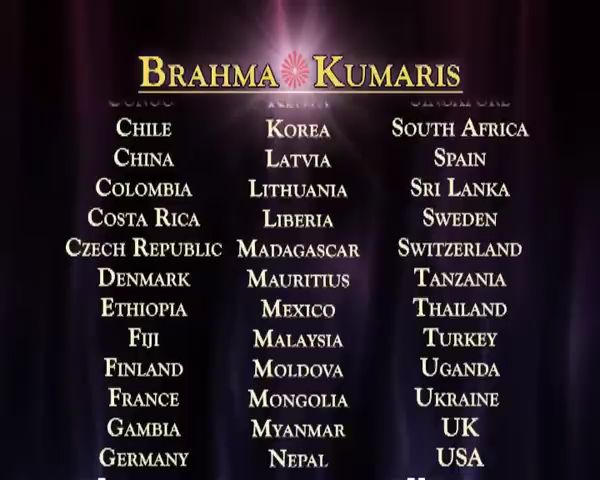 BRAHMA KUMARIS
CHILE KOREA SOUTH AFRICA
CHINA LATVIA SPAIN
COLOMBIA LITHUANIA SRI LANKA
COSTA RICA LIBERIA SWEDEN
CZECH REPUBLIC MADAGASCAR SWITZERLAND
DENMARK MAURITIUS TANZANIA
ETHIOPIA MEXICO THAILAND
FIJI MALAYSIA TURKEY
FINLAND MOLDOVA UGANDA
FRANCE MONGOLIA UKRAINE
GAMBIA MYANMAR UK
GERMANY NEPAL USA